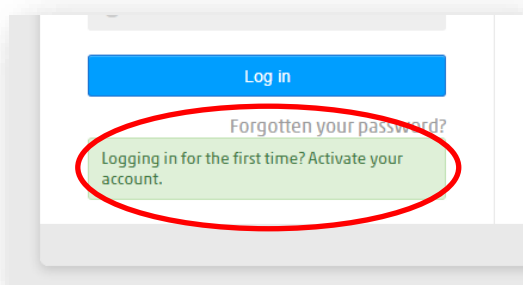 Log in
Forgotten your password?
Logging in for the first time? Activate your
account.